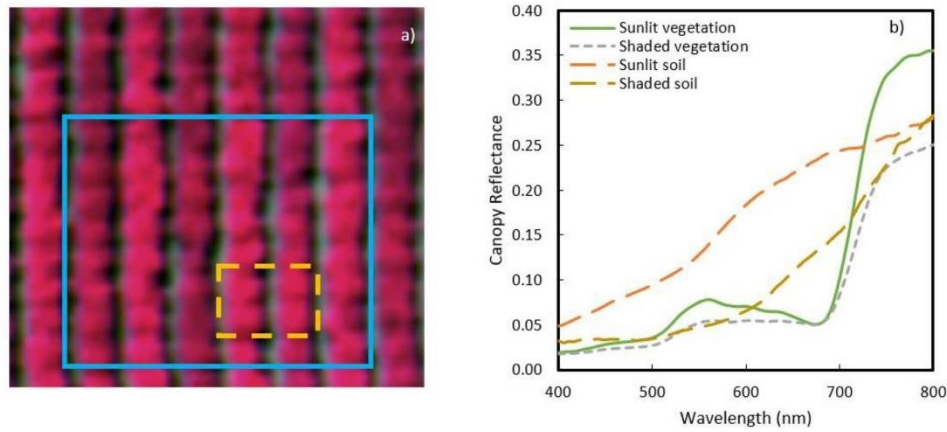 a)
b)
Sunlit vegetation
Shaded vegetation
Sunlit soil
Shaded soil
0.40
0.35
0.30
0.25
0.20
0.15
0.10
0.05
0.00
Canopy Reflectance
400 500 600 700 800
Wavelength (nm)